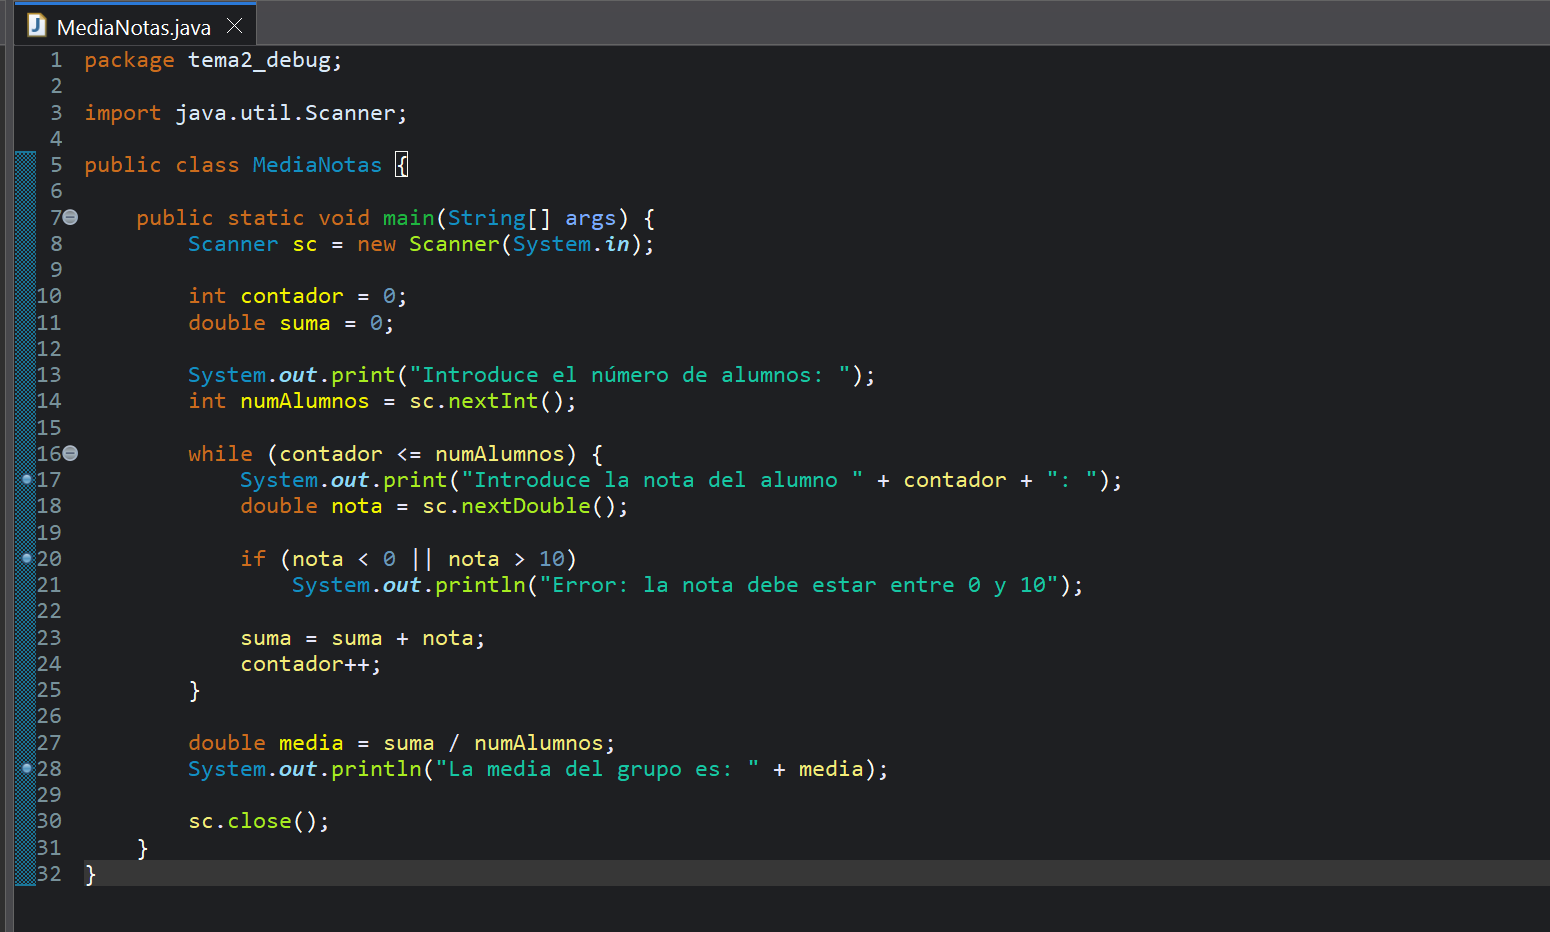 MediaNotas.java
1 package tema2_debug;
2
3 import java.util.Scanner;
4
5 public class MediaNotas {
6
7     public static void main(String[] args) {
8         Scanner sc = new Scanner(System.in);
9
10         int contador = 0;
11         double suma = 0;
12
13         System.out.print("Introduce el número de alumnos: ");
14         int numAlumnos = sc.nextInt();
15
16         while (contador <= numAlumnos) {
17             System.out.print("Introduce la nota del alumno " + contador + ": ");
18             double nota = sc.nextDouble();
19
20             if (nota < 0 || nota > 10)
21                 System.out.println("Error: la nota debe estar entre 0 y 10");
22
23             suma = suma + nota;
24             contador++;
25         }
26
27         double media = suma / numAlumnos;
28         System.out.println("La media del grupo es: " + media);
29
30         sc.close();
31     }
32 }